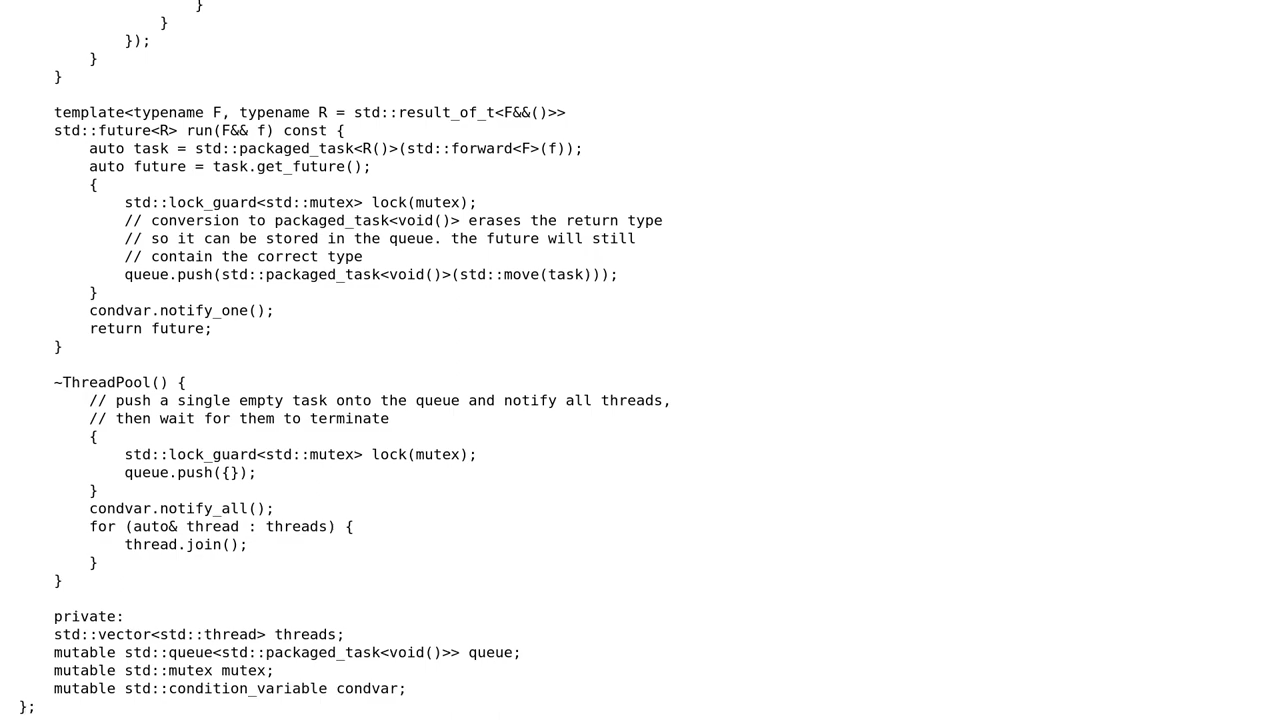 }
}
});
}
}
template<typename F, typename R = std::result_of_t<F&&()>>
std::future<R> run(F&& f) const {
auto task = std::packaged_task<R()>(std::forward<F>(f));
auto future = task.get_future();
{
std::lock_guard<std::mutex> lock(mutex);
// conversion to packaged_task<void()> erases the return type
// so it can be stored in the queue. the future will still
// contain the correct type
queue.push(std::packaged_task<void()>(std::move(task)));
}
condvar.notify_one();
return future;
}
~ThreadPool() {
// push a single empty task onto the queue and notify all threads,
// then wait for them to terminate
{
std::lock_guard<std::mutex> lock(mutex);
queue.push({});
}
condvar.notify_all();
for (auto& thread : threads) {
thread.join();
}
}
private:
std::vector<std::thread> threads;
mutable std::queue<std::packaged_task<void()>> queue;
mutable std::mutex mutex;
mutable std::condition_variable condvar;
};